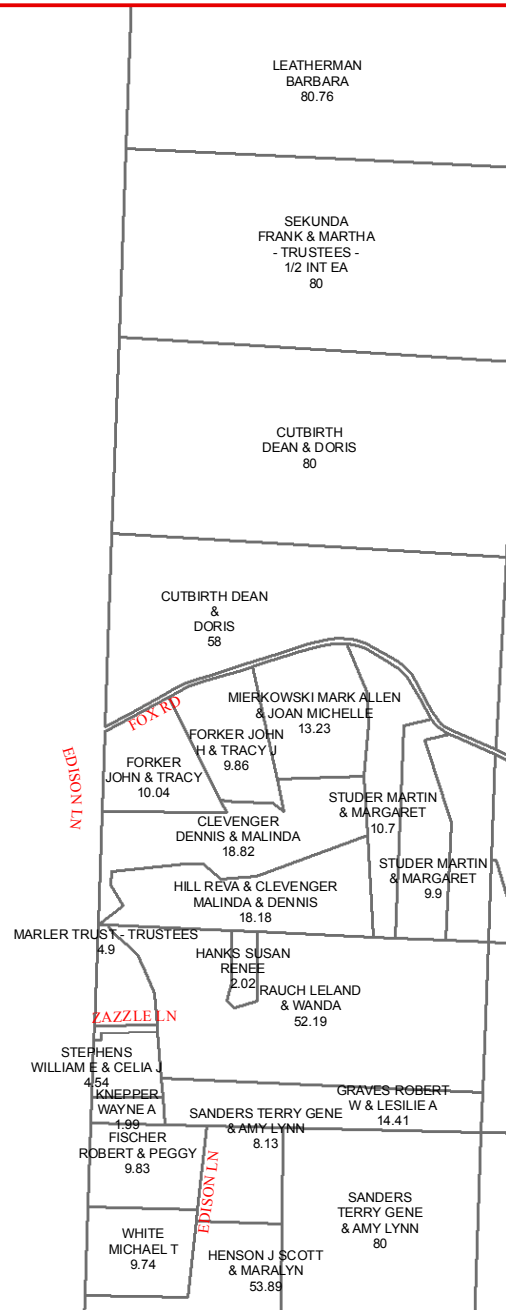 LEATHERMAN
BARBARA
80.76
SEKUNDA
FRANK & MARTHA
- TRUSTEES -
1/2 INT EA
80
CUTBIRTH
DEAN & DORIS
80
CUTBIRTH DEAN
&
DORIS
58
FOX RD
MIERKOWSKI MARK ALLEN
& JOAN MICHELLE
13.23
FORKER JOHN
H & TRACY J
9.86
FORKER
JOHN & TRACY
10.04
EDISON LN
CLEVENGER
DENNIS & MALINDA
18.82
STUDER MARTIN
& MARGARET
10.7
STUDER MARTIN
& MARGARET
9.9
HILL REVA & CLEVENGER
MALINDA & DENNIS
18.18
MARLER TRUST - TRUSTEES
4.9
HANKS SUSAN
RENEE
2.02
RAUCH LELAND
& WANDA
52.19
ZAZZLE LN
STEPHENS
WILLIAM E & CELIA J
4.54
KNEPPER
WAYNE A
1.99
GRAVES ROBERT
W & LESILIE A
14.41
SANDERS TERRY GENE
& AMY LYNN
8.13
FISCHER
ROBERT & PEGGY
9.83
EDISON LN
SANDERS
TERRY GENE
& AMY LYNN
80
WHITE
MICHAEL T
9.74
HENSON J SCOTT
& MARALYN
53.89